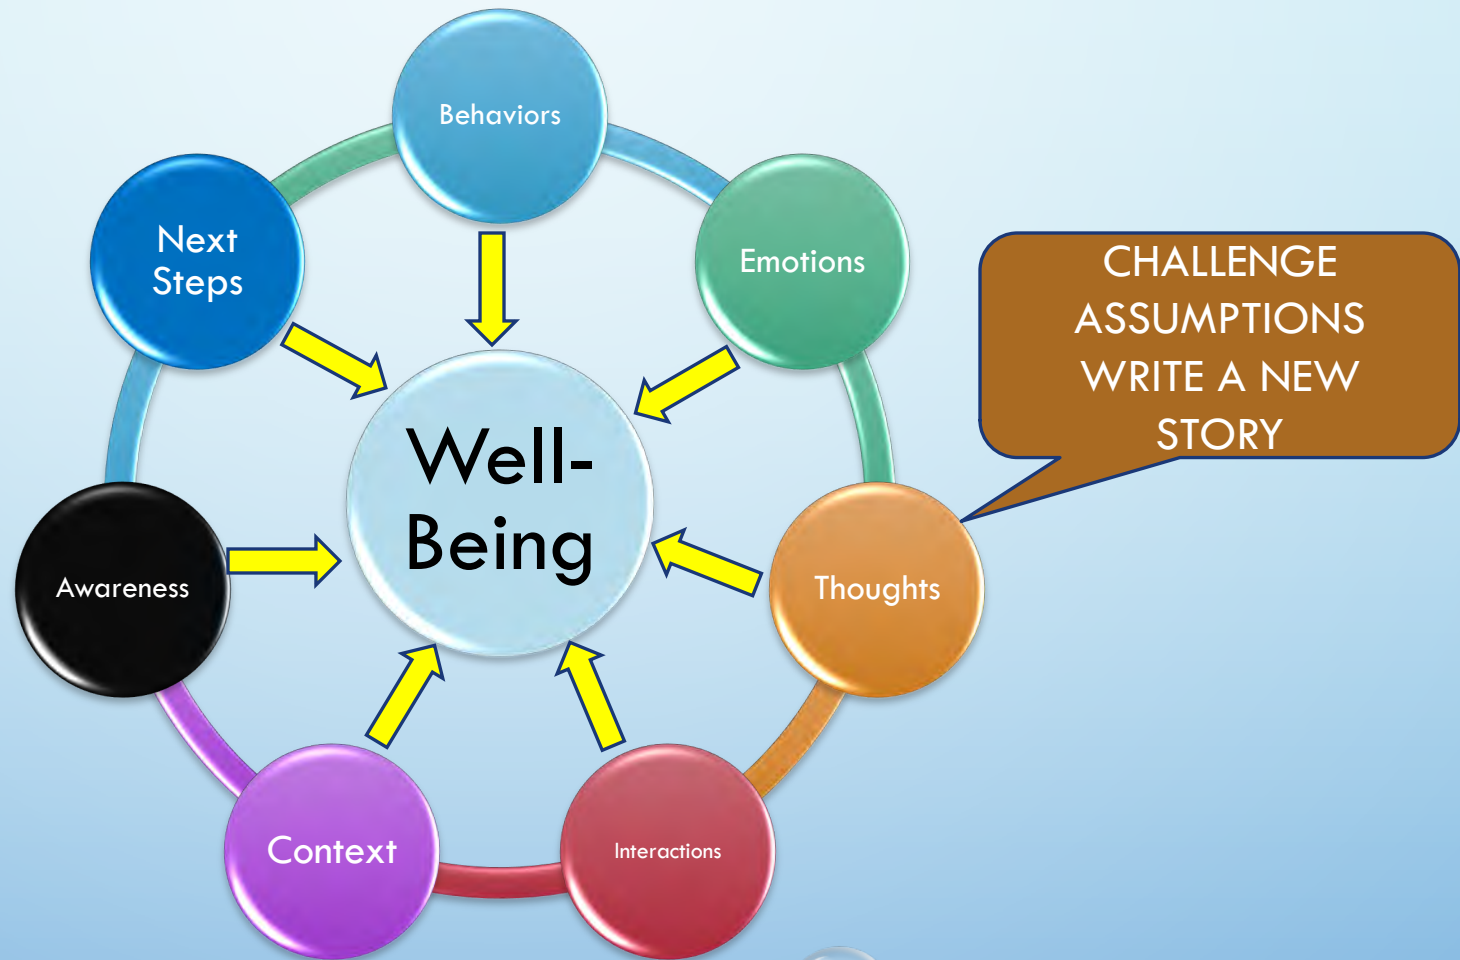 Behaviors
Next
Steps
Emotions
CHALLENGE
ASSUMPTIONS
WRITE A NEW
STORY
Well-
Being
Awareness
Thoughts
Context
Interactions